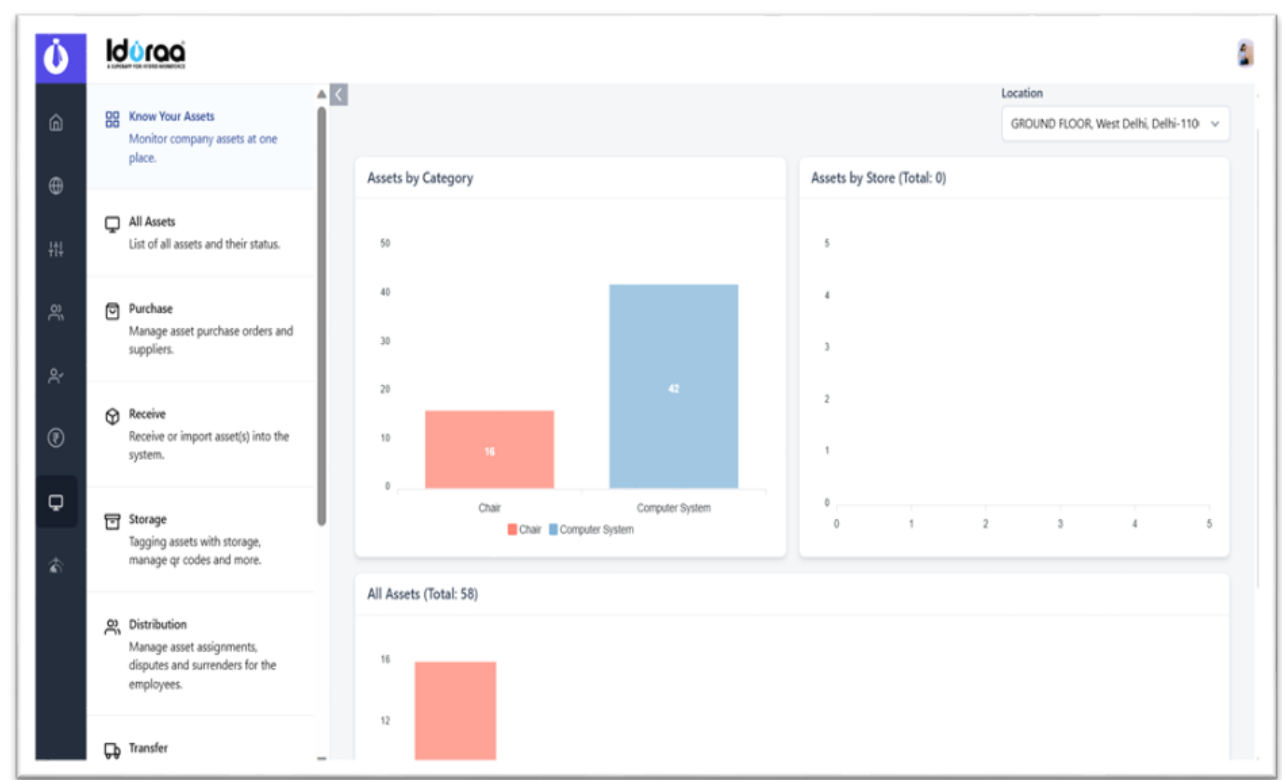 Idoraa
A SUPERAPP FOR HYBRID WORKFORCE
Know Your Assets
Monitor company assets at one
place.
All Assets
List of all assets and their status.
Purchase
Manage asset purchase orders and
suppliers.
Receive
Receive or import asset(s) into the
system.
Storage
Tagging assets with storage,
manage qr codes and more.
Distribution
Manage asset assignments,
disputes and surrenders for the
employees.
Transfer
Location
GROUND FLOOR, West Delhi, Delhi-110
Assets by Category
50
40
30
20
10
0
16
42
Chair Computer System
Chair Computer System
Assets by Store (Total: 0)
5
4
3
2
1
0
0 1 2 3 4 5
All Assets (Total: 58)
16
12